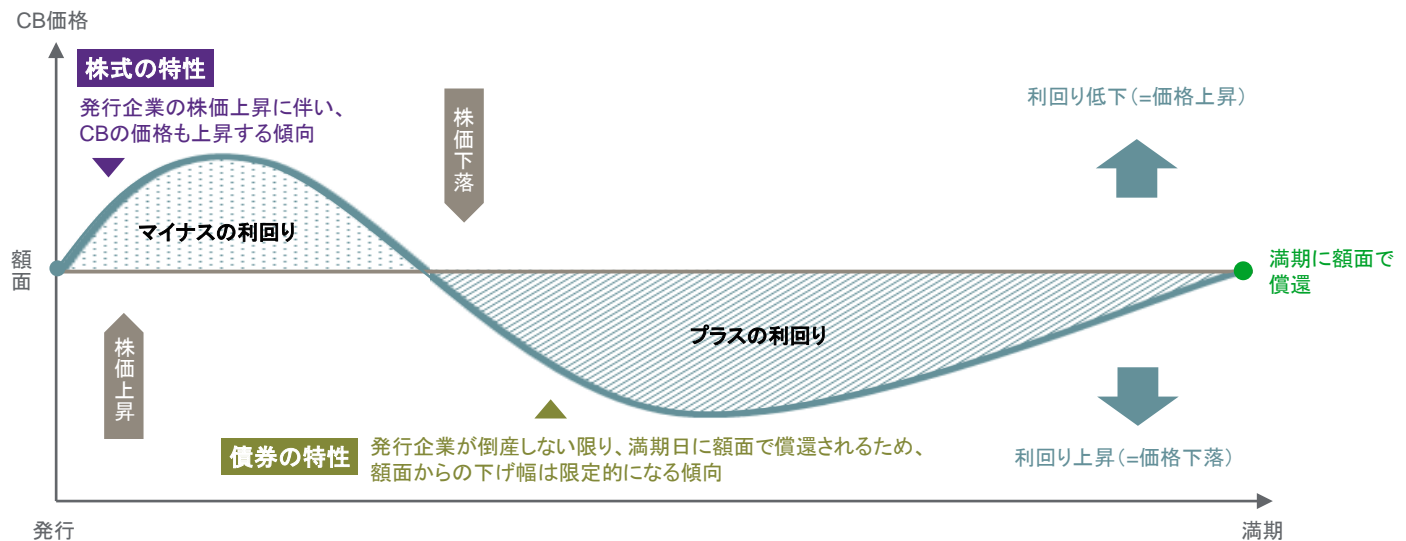 CB価格
株式の特性
発行企業の株価上昇に伴い、
CBの価格も上昇する傾向
株価下落
利回り低下(=価格上昇)
マイナスの利回り
額面
満期に額面で
償還
プラスの利回り
株価上昇
債券の特性
発行企業が倒産しない限り、満期日に額面で償還されるため、
額面からの下げ幅は限定的になる傾向
利回り上昇(=価格下落)
発行
満期